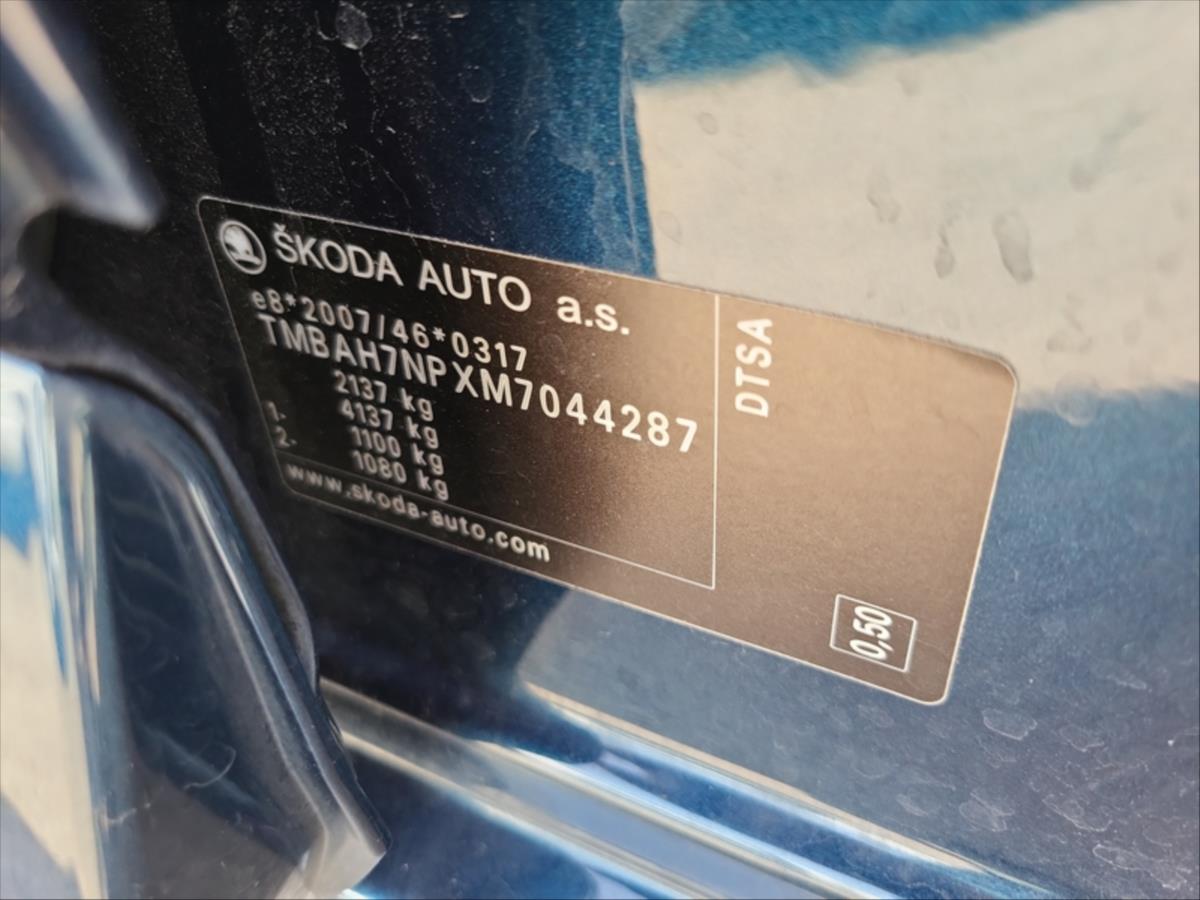 ŠKODA AUTO a.s.
e8*2007/46*0317
TMBAH7NPXM7044287
2137 kg
4137 kg
1. 1100 kg
2. 1080 kg
www.skoda-auto.com
DTSA
0,50